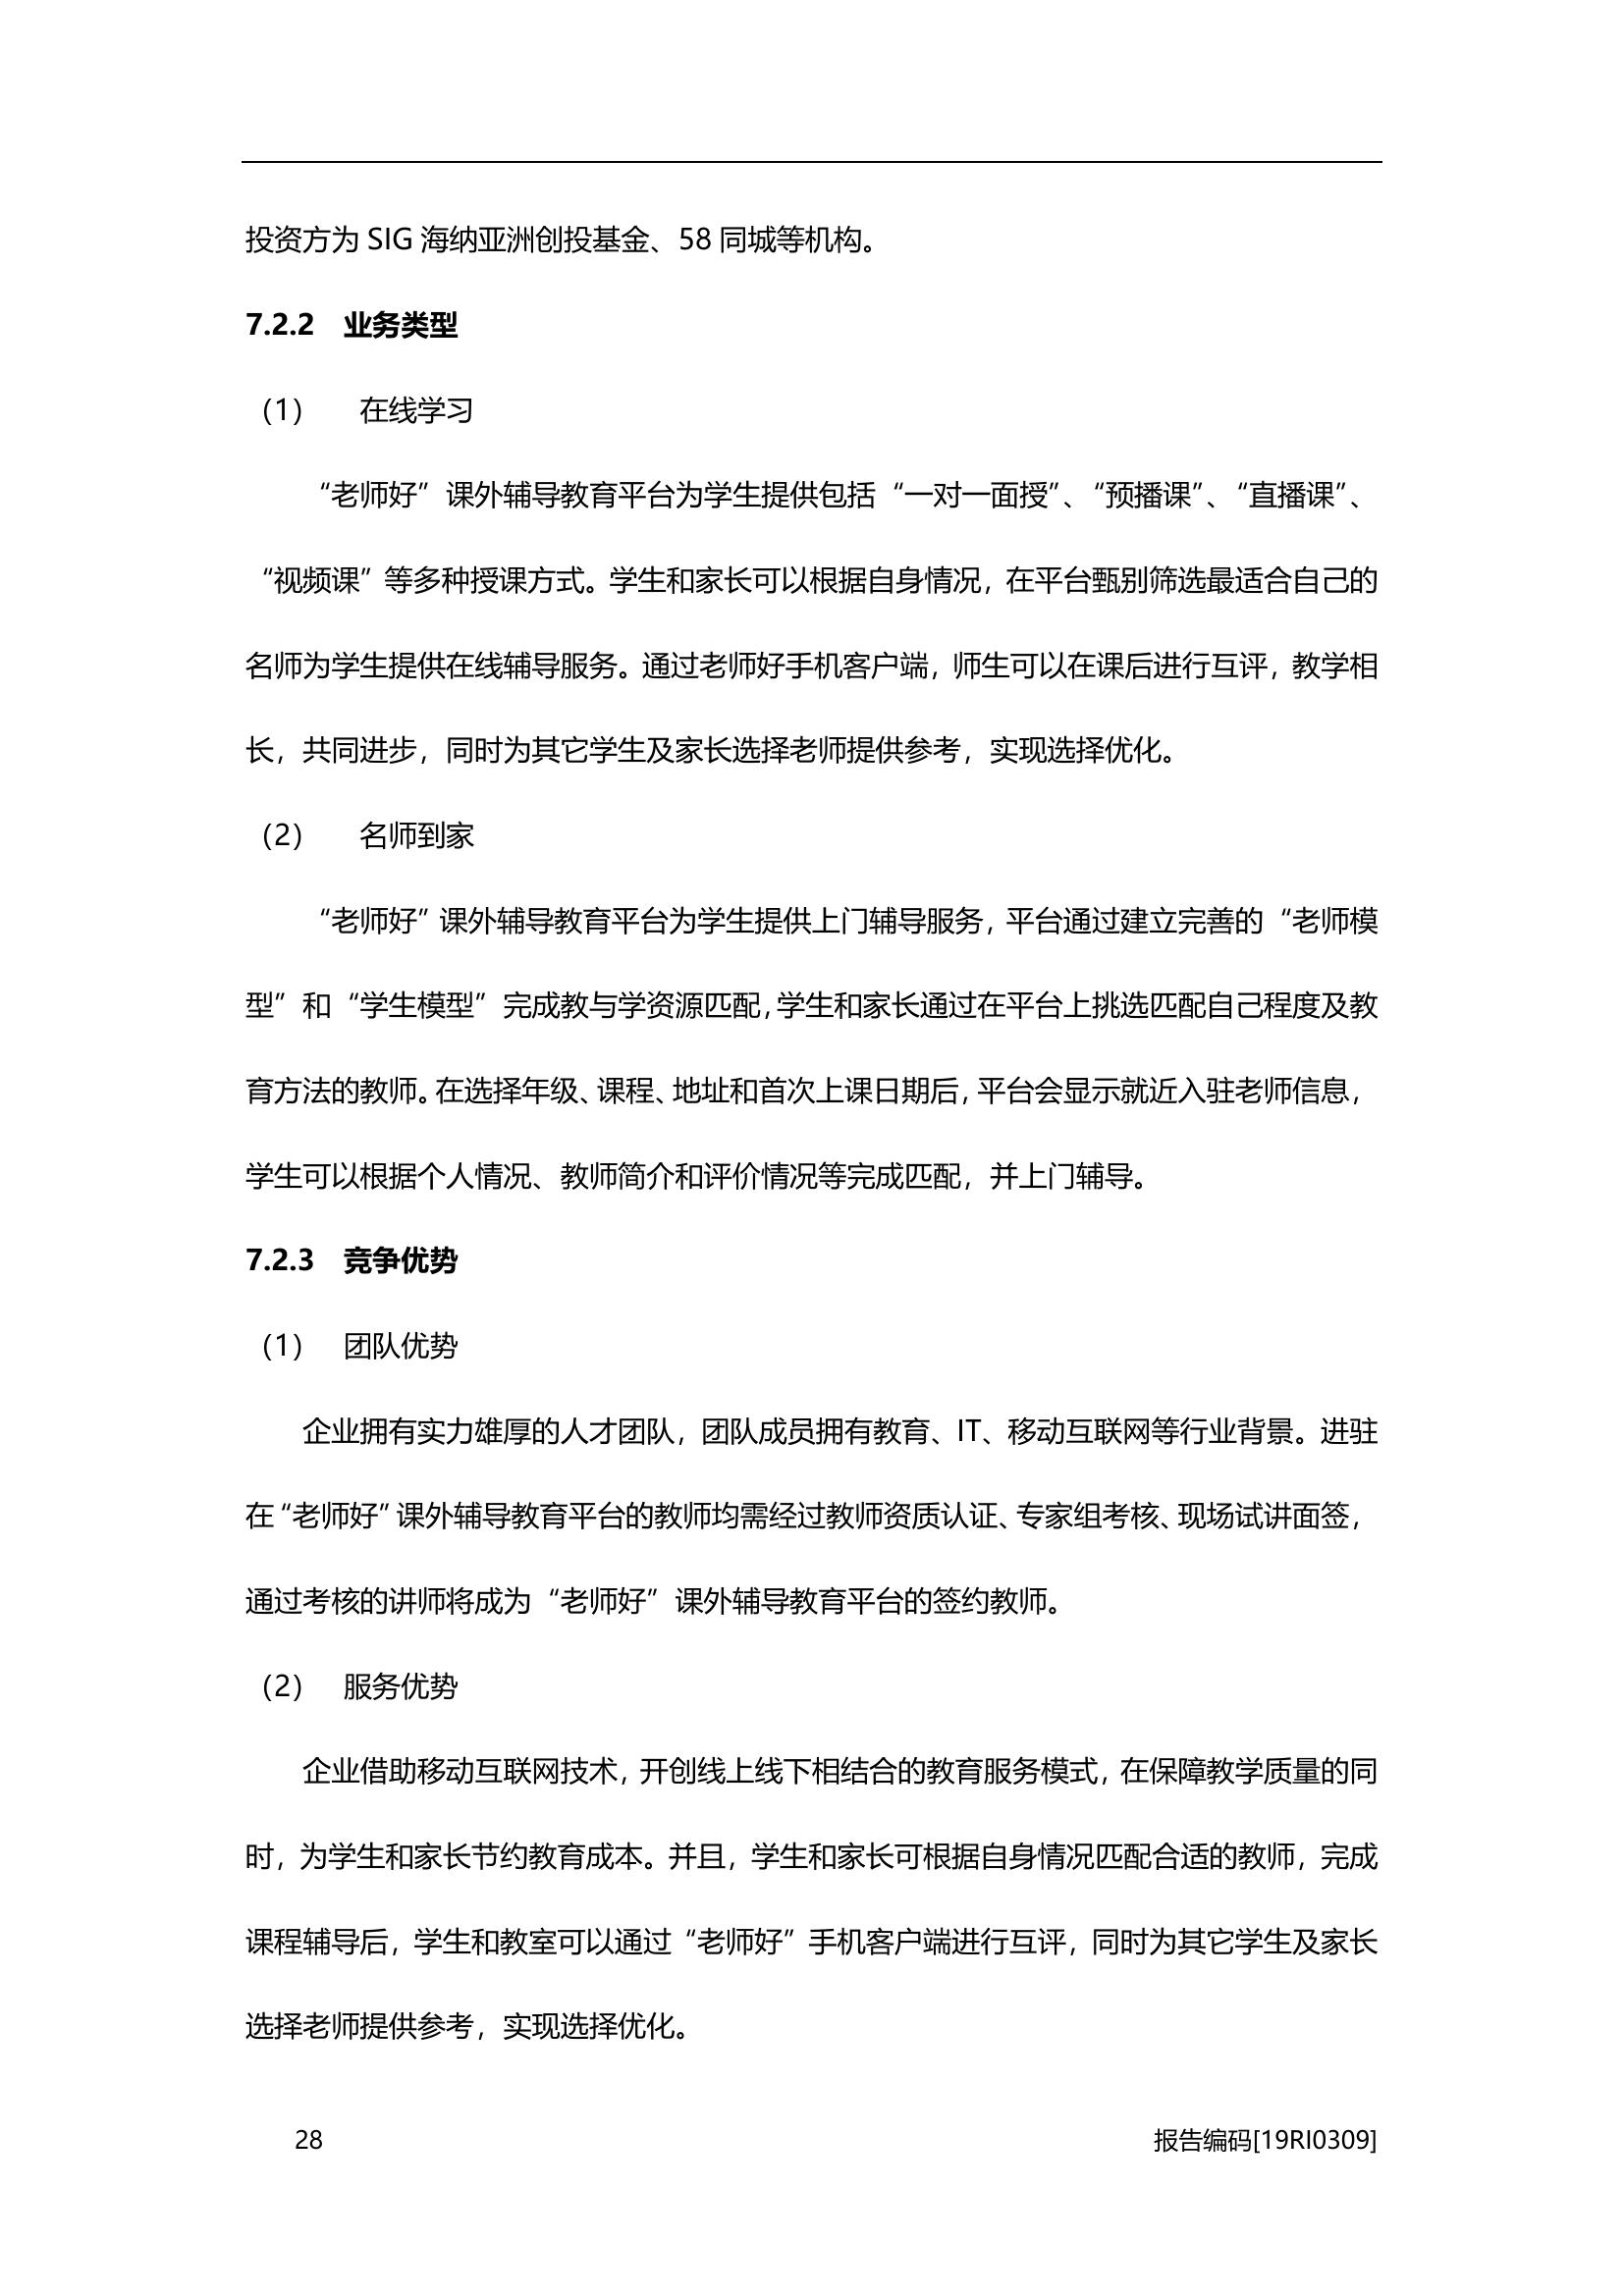 投资方为 SIG 海纳亚洲创投基金、58 同城等机构。
7.2.2 业务类型
（1） 在线学习
“老师好”课外辅导教育平台为学生提供包括“一对一面授”、“预播课”、“直播课”、
“视频课”等多种授课方式。学生和家长可以根据自身情况，在平台甄别筛选最适合自己的
名师为学生提供在线辅导服务。通过老师好手机客户端，师生可以在课后进行互评，教学相
长，共同进步，同时为其它学生及家长选择老师提供参考，实现选择优化。
（2） 名师到家
“老师好”课外辅导教育平台为学生提供上门辅导服务，平台通过建立完善的“老师模
型”和“学生模型”完成教与学资源匹配，学生和家长通过在平台上挑选匹配自己程度及教
育方法的教师。在选择年级、课程、地址和首次上课日期后，平台会显示就近入驻老师信息，
学生可以根据个人情况、教师简介和评价情况等完成匹配，并上门辅导。
7.2.3 竞争优势
（1） 团队优势
企业拥有实力雄厚的人才团队，团队成员拥有教育、IT、移动互联网等行业背景。进驻
在“老师好”课外辅导教育平台的教师均需经过教师资质认证、专家组考核、现场试讲面签，
通过考核的讲师将成为“老师好”课外辅导教育平台的签约教师。
（2） 服务优势
企业借助移动互联网技术，开创线上线下相结合的教育服务模式，在保障教学质量的同
时，为学生和家长节约教育成本。并且，学生和家长可根据自身情况匹配合适的教师，完成
课程辅导后，学生和教室可以通过“老师好”手机客户端进行互评，同时为其它学生及家长
选择老师提供参考，实现选择优化。
28 报告编码[19RI0309]